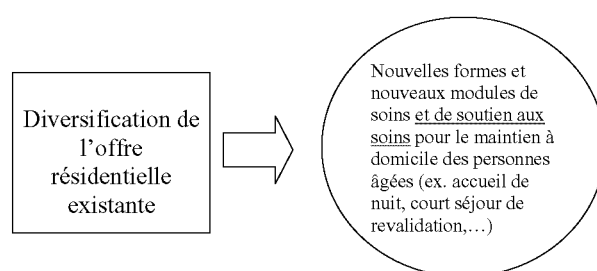 Diversification de
l’offre
résidentielle
existante
Nouvelles formes et
nouveaux modules de
soins et de soutien aux
soins pour le maintien à
domicile des personnes
âgées (ex. accueil de
nuit, court séjour de
revalidation,…)